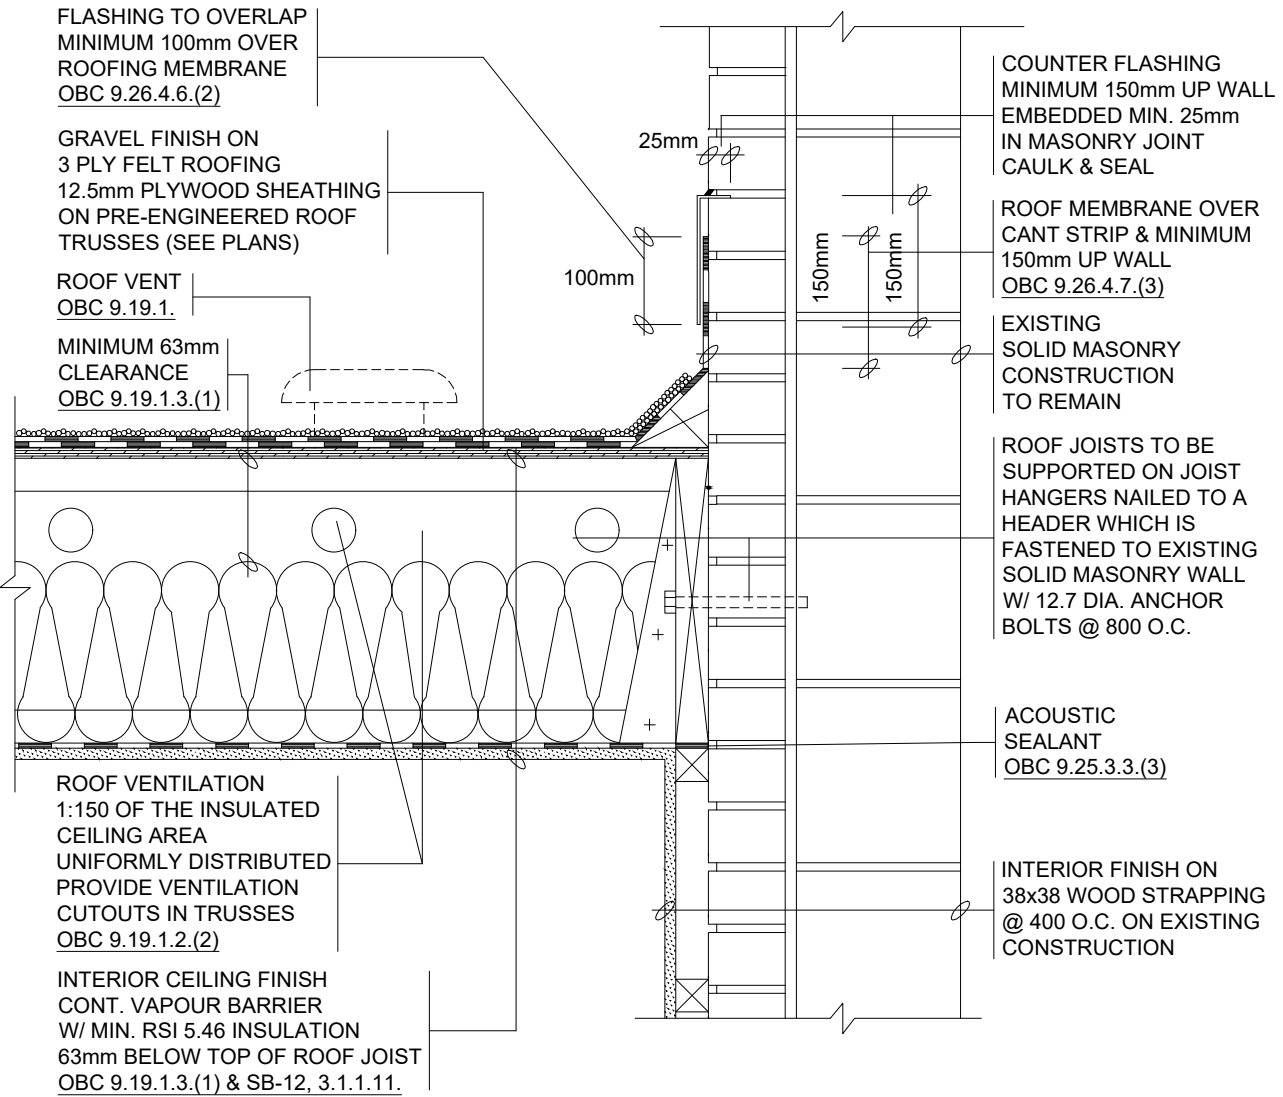 FLASHING TO OVERLAP
MINIMUM 100mm OVER
ROOFING MEMBRANE
OBC 9.26.4.6.(2)
GRAVEL FINISH ON
3 PLY FELT ROOFING
12.5mm PLYWOOD SHEATHING
ON PRE-ENGINEERED ROOF
TRUSSES (SEE PLANS)
ROOF VENT
OBC 9.19.1.
MINIMUM 63mm
CLEARANCE
OBC 9.19.1.3.(1)
ROOF VENTILATION
1:150 OF THE INSULATED
CEILING AREA
UNIFORMLY DISTRIBUTED
PROVIDE VENTILATION
CUTOUTS IN TRUSSES
OBC 9.19.1.2.(2)
INTERIOR CEILING FINISH
CONT. VAPOUR BARRIER
W/ MIN. RSI 5.46 INSULATION
63mm BELOW TOP OF ROOF JOIST
OBC 9.19.1.3.(1) & SB-12, 3.1.1.11.
25mm
100mm
150mm
150mm
COUNTER FLASHING
MINIMUM 150mm UP WALL
EMBEDDED MIN. 25mm
IN MASONRY JOINT
CAULK & SEAL
ROOF MEMBRANE OVER
CANT STRIP & MINIMUM
150mm UP WALL
OBC 9.26.4.7.(3)
EXISTING
SOLID MASONRY
CONSTRUCTION
TO REMAIN
ROOF JOISTS TO BE
SUPPORTED ON JOIST
HANGERS NAILED TO A
HEADER WHICH IS
FASTENED TO EXISTING
SOLID MASONRY WALL
W/ 12.7 DIA. ANCHOR
BOLTS @ 800 O.C.
ACOUSTIC
SEALANT
OBC 9.25.3.3.(3)
INTERIOR FINISH ON
38x38 WOOD STRAPPING
@ 400 O.C. ON EXISTING
CONSTRUCTION